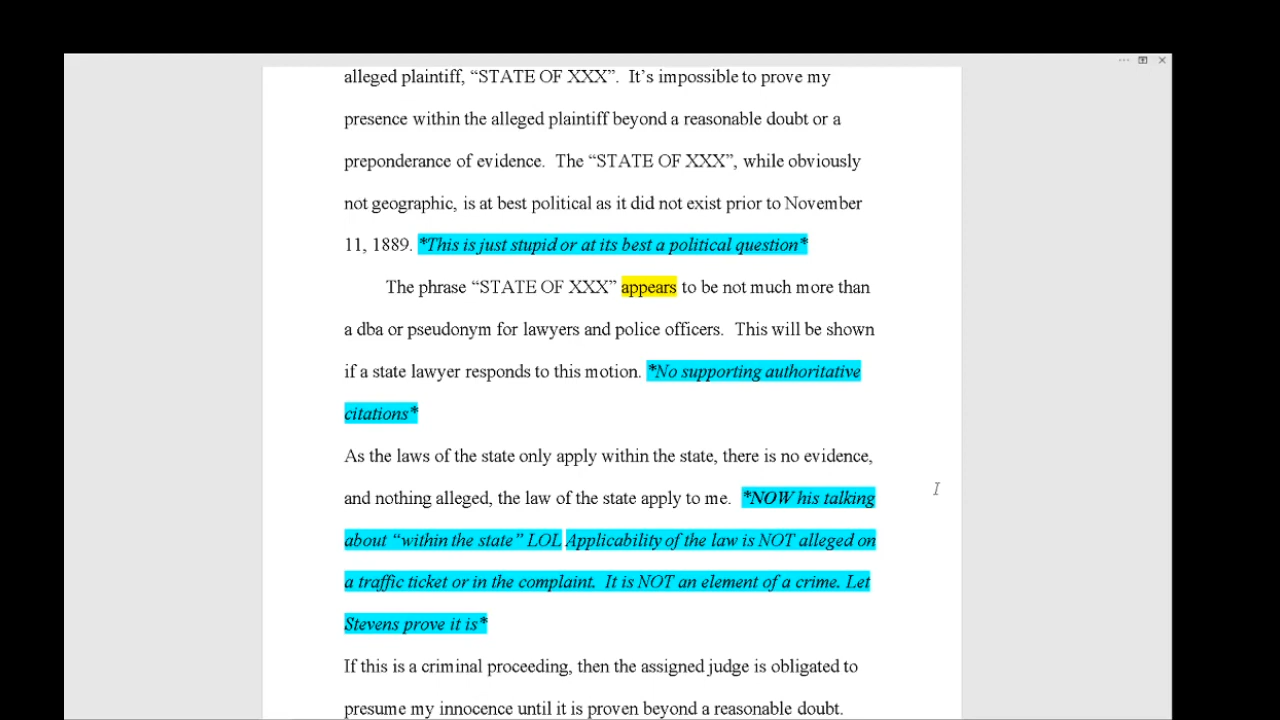 alleged plaintiff, “STATE OF XXX”.  It’s impossible to prove my
presence within the alleged plaintiff beyond a reasonable doubt or a
preponderance of evidence.  The “STATE OF XXX”, while obviously
not geographic, is at best political as it did not exist prior to November
11, 1889. *This is just stupid or at its best a political question*
The phrase “STATE OF XXX” appears to be not much more than
a dba or pseudonym for lawyers and police officers.  This will be shown
if a state lawyer responds to this motion. *No supporting authoritative
citations*
As the laws of the state only apply within the state, there is no evidence,
and nothing alleged, the law of the state apply to me.  *NOW his talking
about “within the state” LOL Applicability of the law is NOT alleged on
a traffic ticket or in the complaint.  It is NOT an element of a crime. Let
Stevens prove it is*
If this is a criminal proceeding, then the assigned judge is obligated to
presume my innocence until it is proven beyond a reasonable doubt.